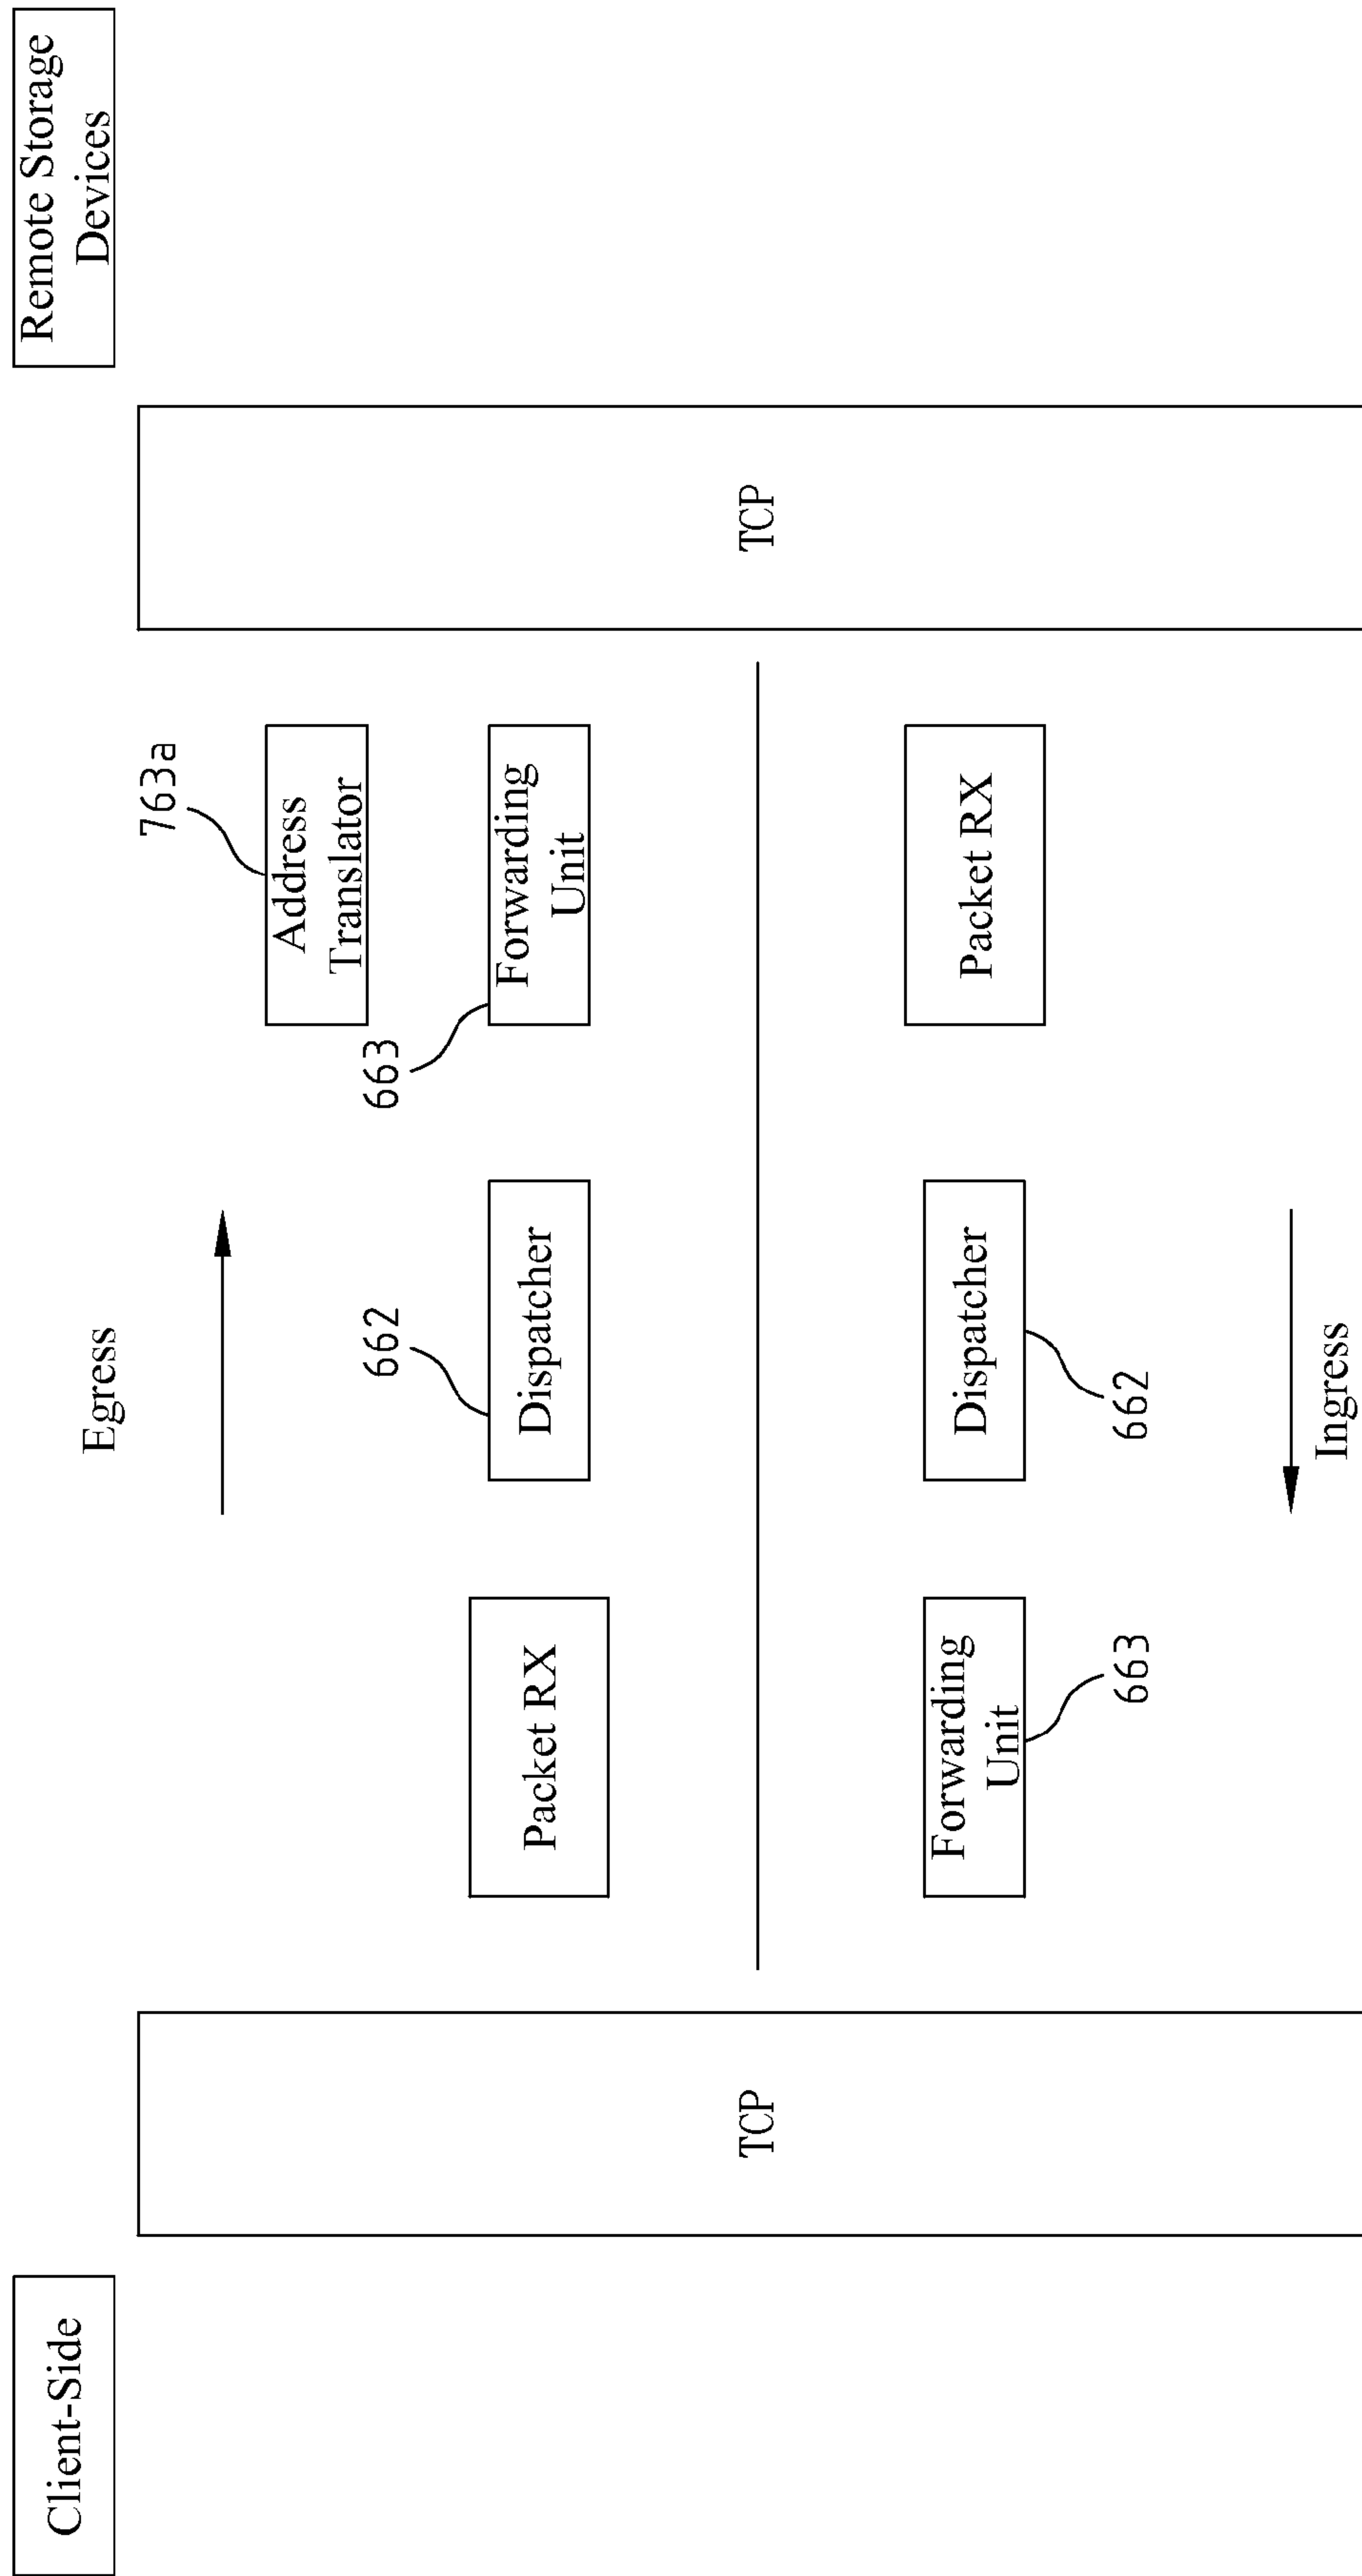 Client-Side
Remote Storage
Devices
Egress
763a
Address
Translator
662
663
Packet RX
Dispatcher
Forwarding
Unit
TCP
TCP
Forwarding
Unit
Dispatcher
Packet RX
663
662
Ingress